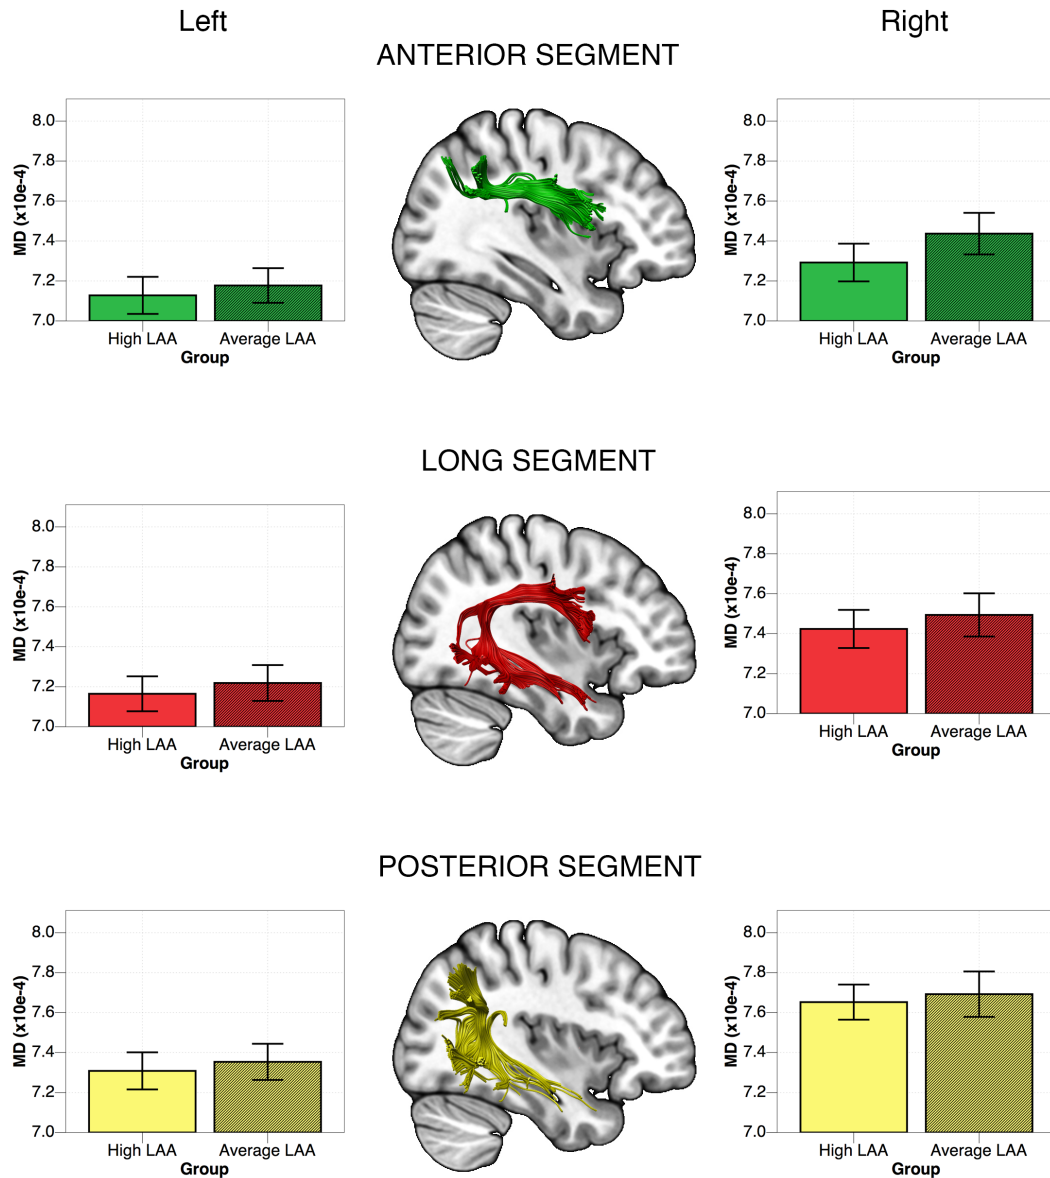 Left
Right
ANTERIOR SEGMENT
MD (x10e-4)
8.0
7.8
7.6
7.4
7.2
7.0
High LAA
Average LAA
Group
MD (x10e-4)
8.0
7.8
7.6
7.4
7.2
7.0
High LAA
Average LAA
Group
LONG SEGMENT
MD (x10e-4)
8.0
7.8
7.6
7.4
7.2
7.0
High LAA
Average LAA
Group
MD (x10e-4)
8.0
7.8
7.6
7.4
7.2
7.0
High LAA
Average LAA
Group
POSTERIOR SEGMENT
MD (x10e-4)
8.0
7.8
7.6
7.4
7.2
7.0
High LAA
Average LAA
Group
MD (x10e-4)
8.0
7.8
7.6
7.4
7.2
7.0
High LAA
Average LAA
Group